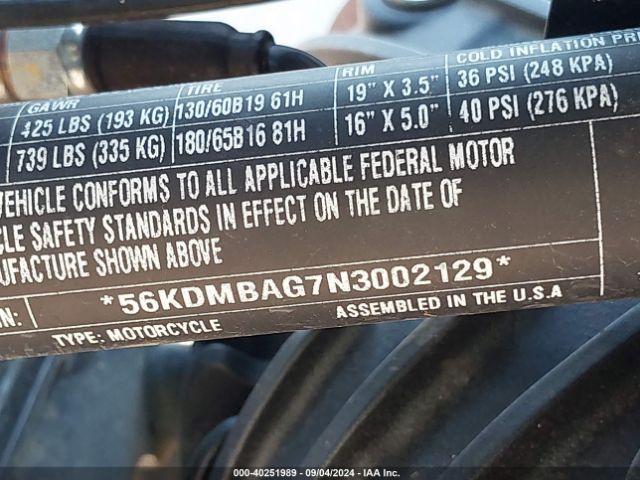 GAWR TIRE RIM COLD INFLATION PRE
425 LBS (193 KG) 130/60B19 61H 19" X 3.5" 36 PSI (248 KPA)
739 LBS (335 KG) 180/65B16 81H 16" X 5.0" 40 PSI (276 KPA)
VEHICLE CONFORMS TO ALL APPLICABLE FEDERAL MOTOR
CLE SAFETY STANDARDS IN EFFECT ON THE DATE OF
NUFACTURE SHOWN ABOVE
IN: *56KDMBAG7N3002129*
TYPE: MOTORCYCLE ASSEMBLED IN THE U.S.A
000-40251989 - 09/04/2024 - IAA Inc.